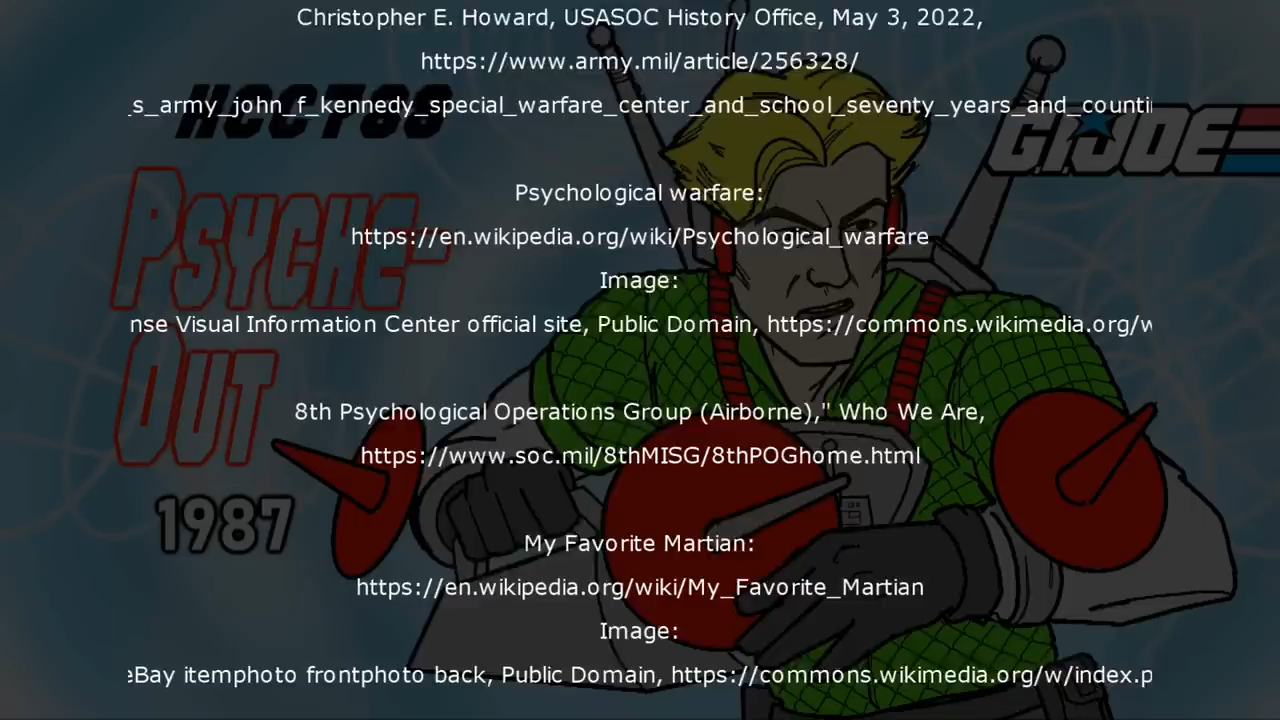 Christopher E. Howard, USASOC History Office, May 3, 2022,
https://www.army.mil/article/256328/
_s_army_john_f_kennedy_special_warfare_center_and_school_seventy_years_and_counti
HCC788
G.I. JOE
PSYCHE-
OUT
1987
Psychological warfare:
https://en.wikipedia.org/wiki/Psychological_warfare
Image:
nse Visual Information Center official site, Public Domain, https://commons.wikimedia.org/w
8th Psychological Operations Group (Airborne)," Who We Are,
https://www.soc.mil/8thMISG/8thPOGhome.html
My Favorite Martian:
https://en.wikipedia.org/wiki/My_Favorite_Martian
Image:
eBay itemphoto frontphoto back, Public Domain, https://commons.wikimedia.org/w/index.p